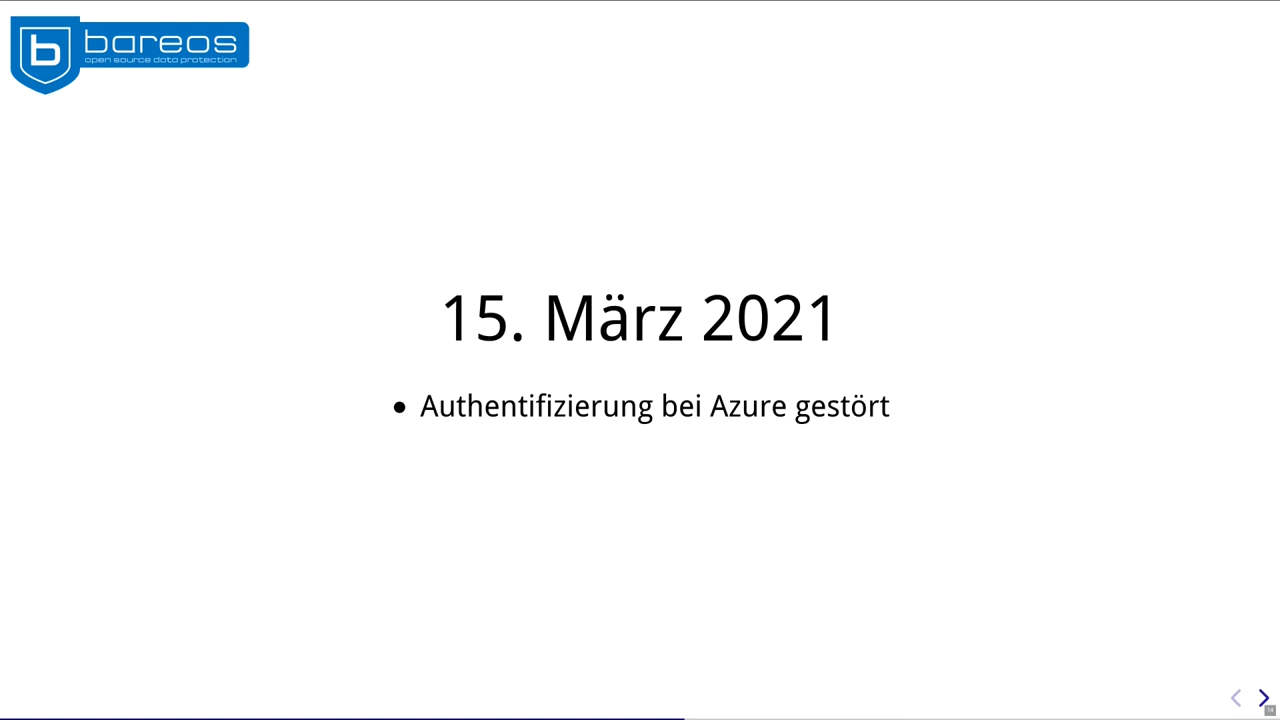 bareos
open source data protection
15. März 2021
• Authentifizierung bei Azure gestört